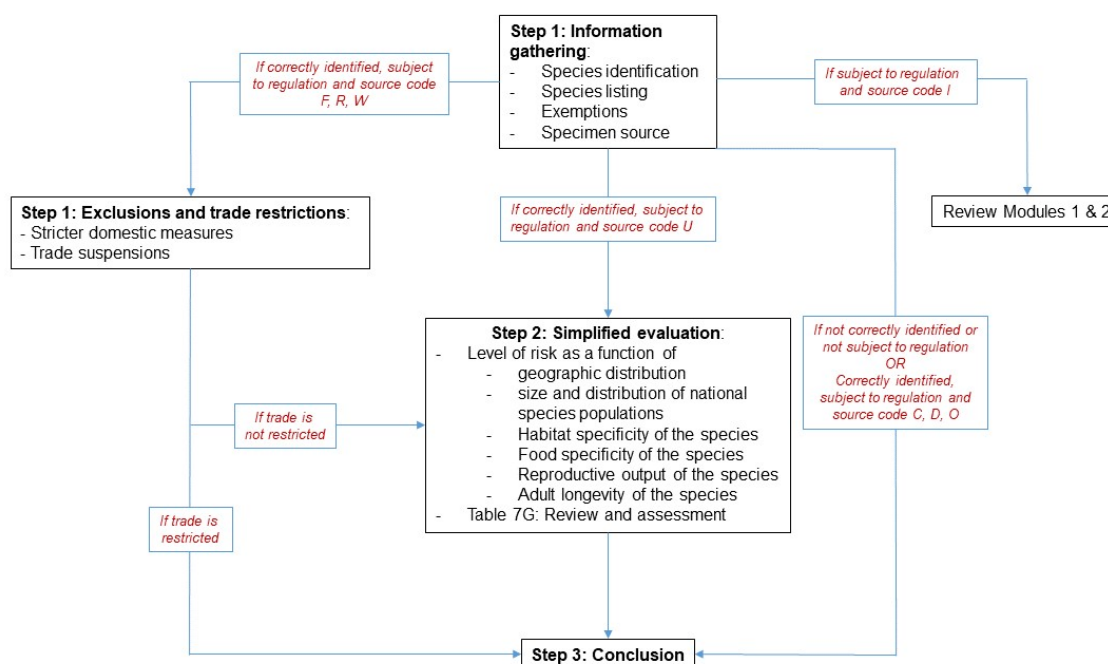 Step 1: Information
gathering:
- Species identification
- Species listing
- Exemptions
- Specimen source
If correctly identified, subject
to regulation and source code
F, R, W
If subject to regulation
and source code I
Step 1: Exclusions and trade restrictions:
- Stricter domestic measures
- Trade suspensions
If correctly identified, subject to
regulation and source code U
Review Modules 1 & 2
Step 2: Simplified evaluation:
- Level of risk as a function of
- geographic distribution
- size and distribution of national
species populations
- Habitat specificity of the species
- Food specificity of the species
- Reproductive output of the species
- Adult longevity of the species
- Table 7G: Review and assessment
If not correctly identified or
not subject to regulation
OR
Correctly identified,
subject to regulation and
source code C, D, O
If trade is
not restricted
If trade is
restricted
Step 3: Conclusion